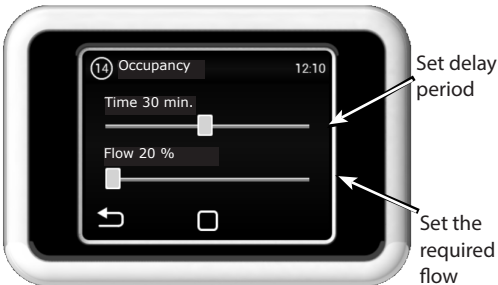 14 Occupancy 12:10
Time 30 min.
Flow 20 %
Set delay
period
Set the
required
flow